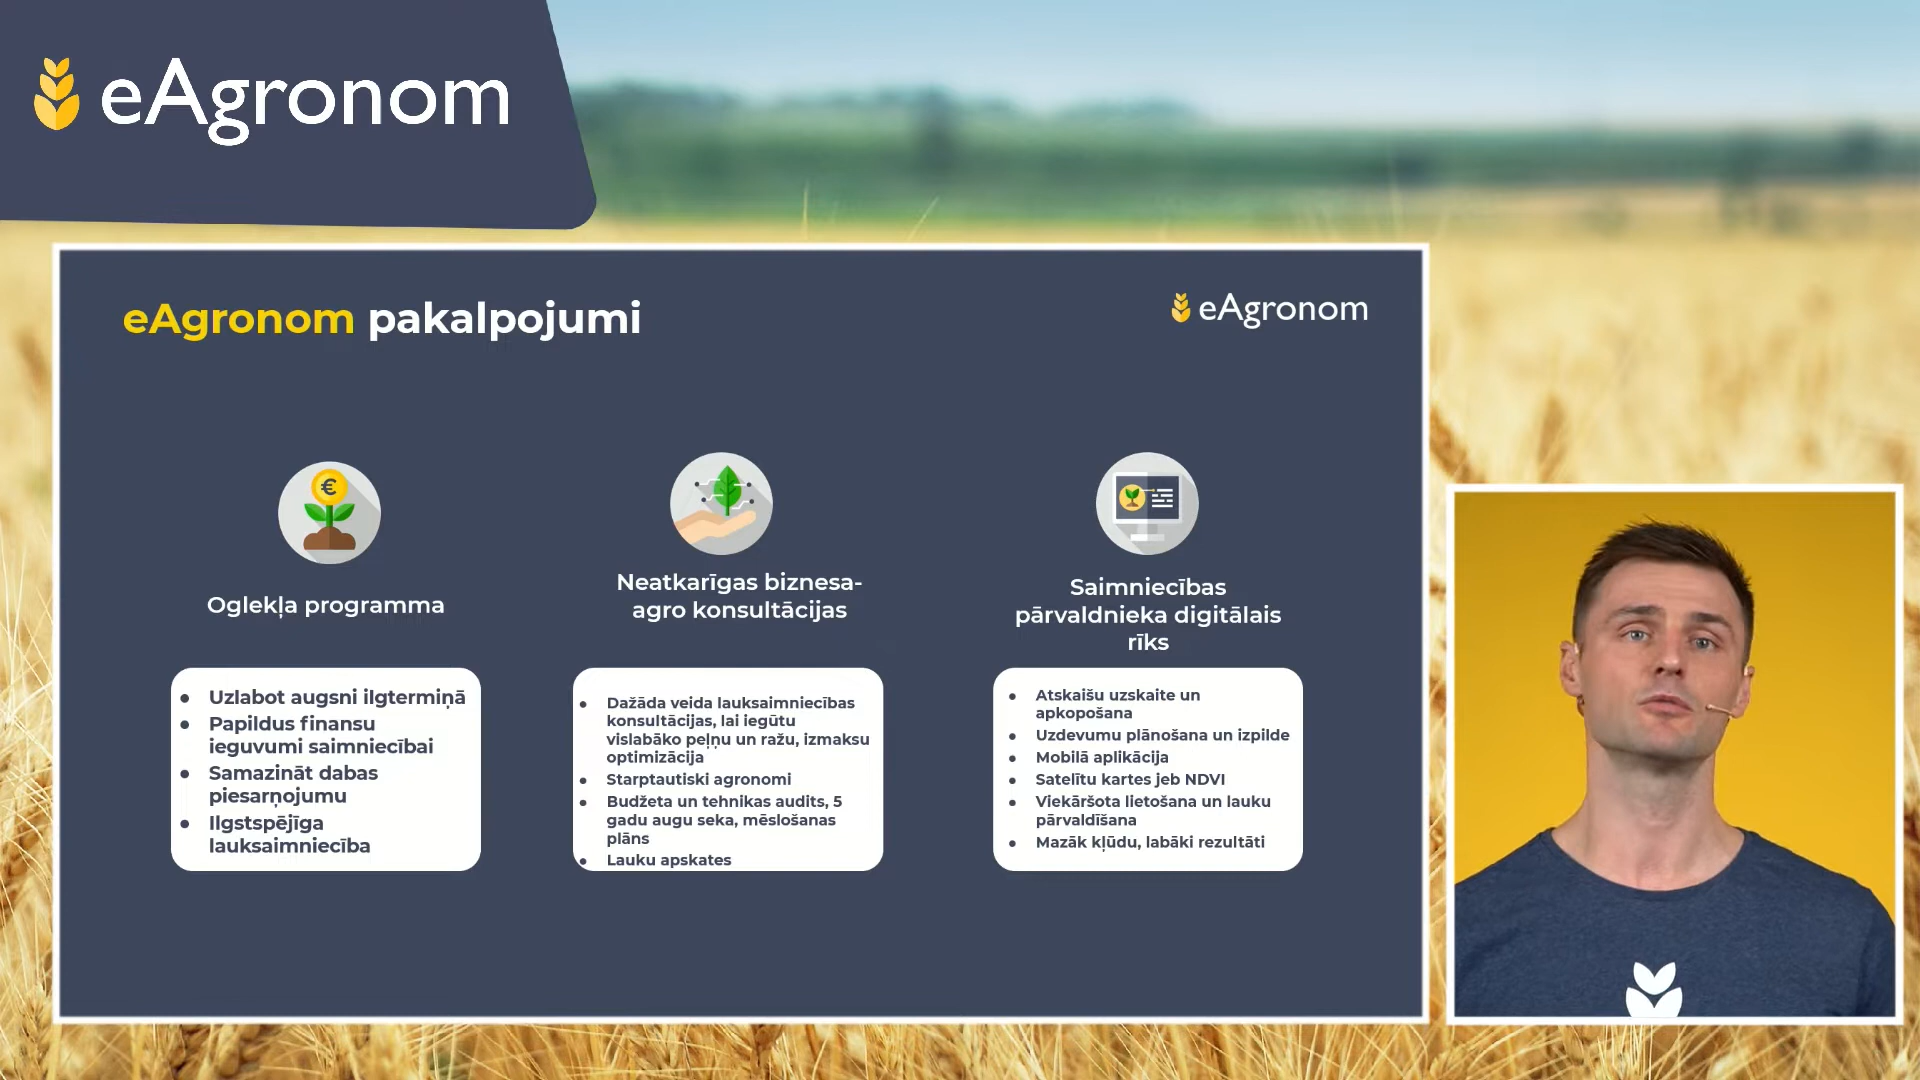 eAgronom
eAgronom pakalpojumi
eAgronom
€
Oglekļa programma
Uzlabot augsni ilgtermiņā
Papildus finansu
ieguvumi saimniecībai
Samazināt dabas
piesarņojumu
Ilgstspējīga
lauksaimniecība
Neatkarīgas biznesa-
agro konsultācijas
Dažāda veida lauksaimniecības
konsultācijas, lai iegūtu
vislabāko peļņu un ražu, izmaksu
optimizācija
Starptautiski agronomi
Budžeta un tehnikas audits, 5
gadu augu seka, mēslošanas
plāns
Lauku apskates
Saimniecības
pārvaldnieka digitālais
rīks
Atskaišu uzskaite un
apkopošana
Uzdevumu plānošana un izpilde
Mobilā aplikācija
Satelītu kartes jeb NDVI
Viekāršota lietošana un lauku
pārvaldīšana
Mazāk kļūdu, labāki rezultāti